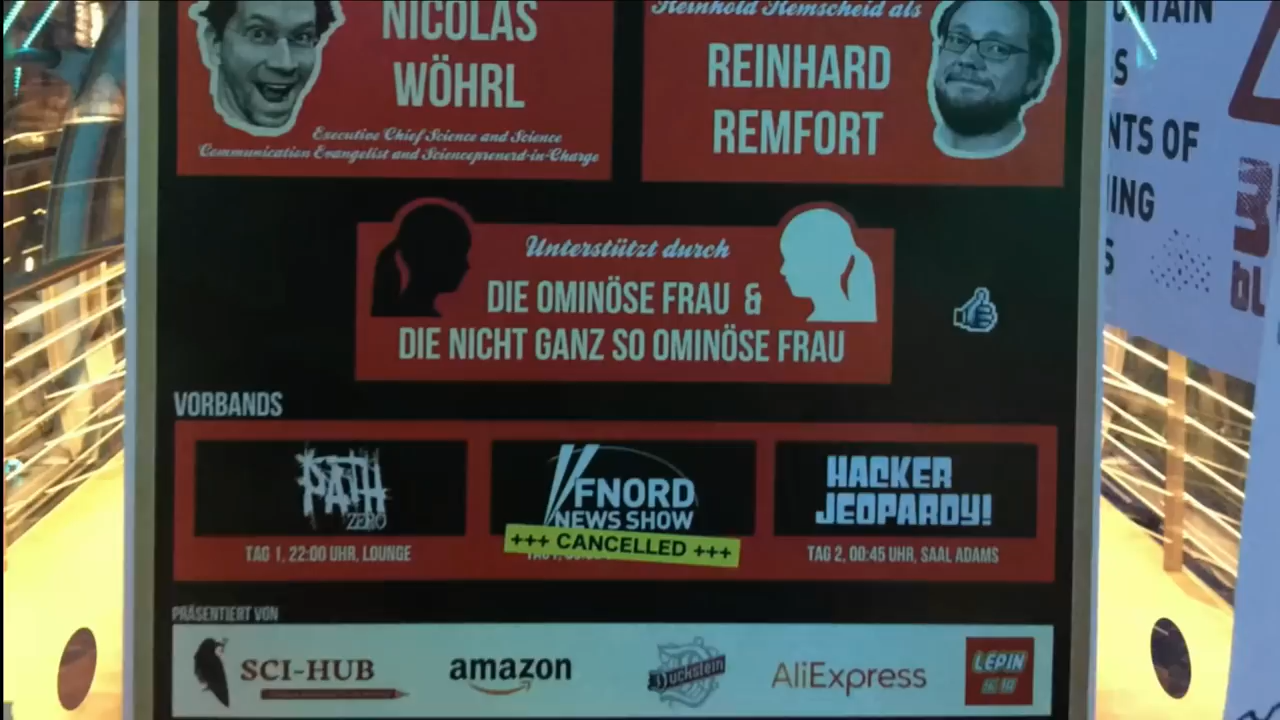 NICOLAS
WÖHRL
Executive Chief Science and Science
Communication Evangelist and Sciencepreneur-in-Charge
Reinhold Remscheid als
REINHARD
REMFORT
Unterstützt durch
DIE OMINÖSE FRAU &
DIE NICHT GANZ SO OMINÖSE FRAU
VORBANDS
PATH
ZERO
TAG 1, 22:00 UHR, LOUNGE
FNORD
NEWS SHOW
+++ CANCELLED +++
HACKER
JEOPARDY!
TAG 2, 00:45 UHR, SAAL ADAMS
PRÄSENTIERT VON
SCI-HUB
amazon
Duckstein
AliExpress
LEPIN
NTS OF